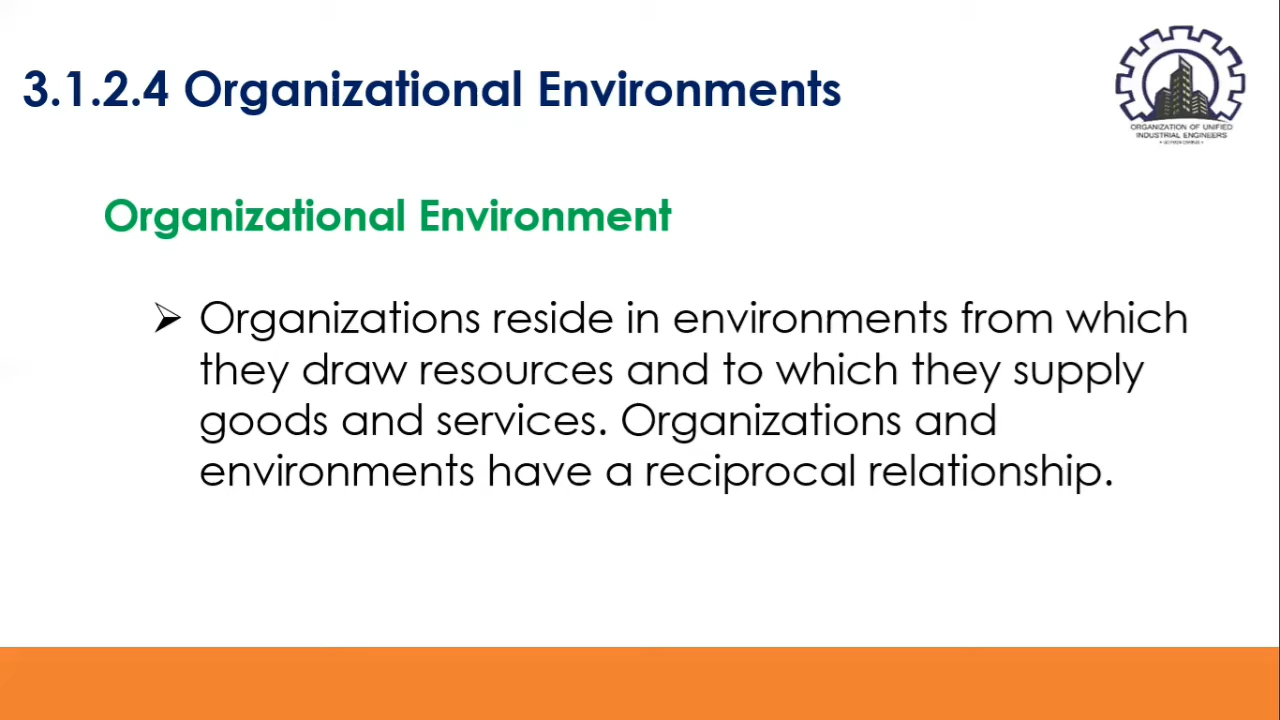 3.1.2.4 Organizational Environments
ORGANIZATION OF UNIFIED
INDUSTRIAL ENGINEERS
Organizational Environment
➢ Organizations reside in environments from which
they draw resources and to which they supply
goods and services. Organizations and
environments have a reciprocal relationship.